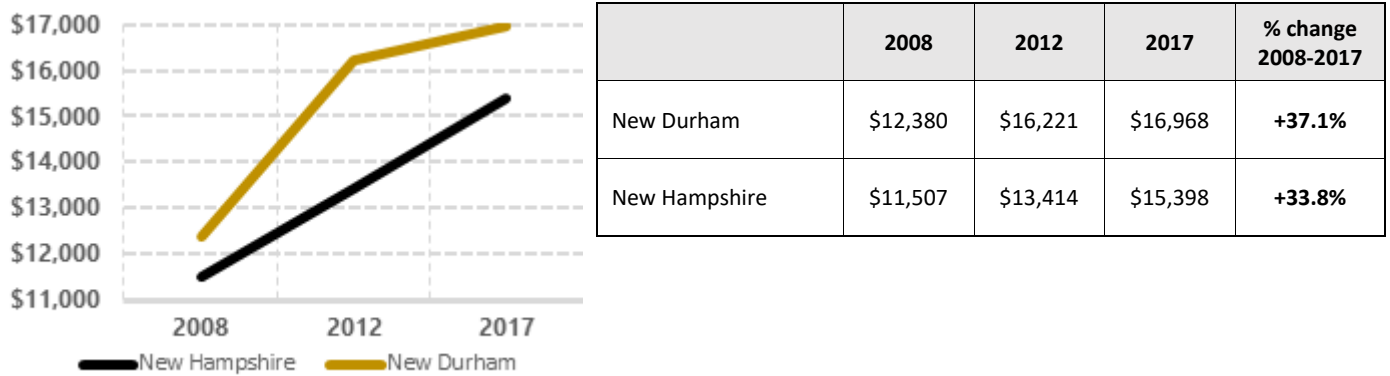 $17,000
$16,000
$15,000
$14,000
$13,000
$12,000
$11,000
2008 2012 2017
New Hampshire New Durham
2008 2012 2017 % change
2008-2017
New Durham $12,380 $16,221 $16,968 +37.1%
New Hampshire $11,507 $13,414 $15,398 +33.8%